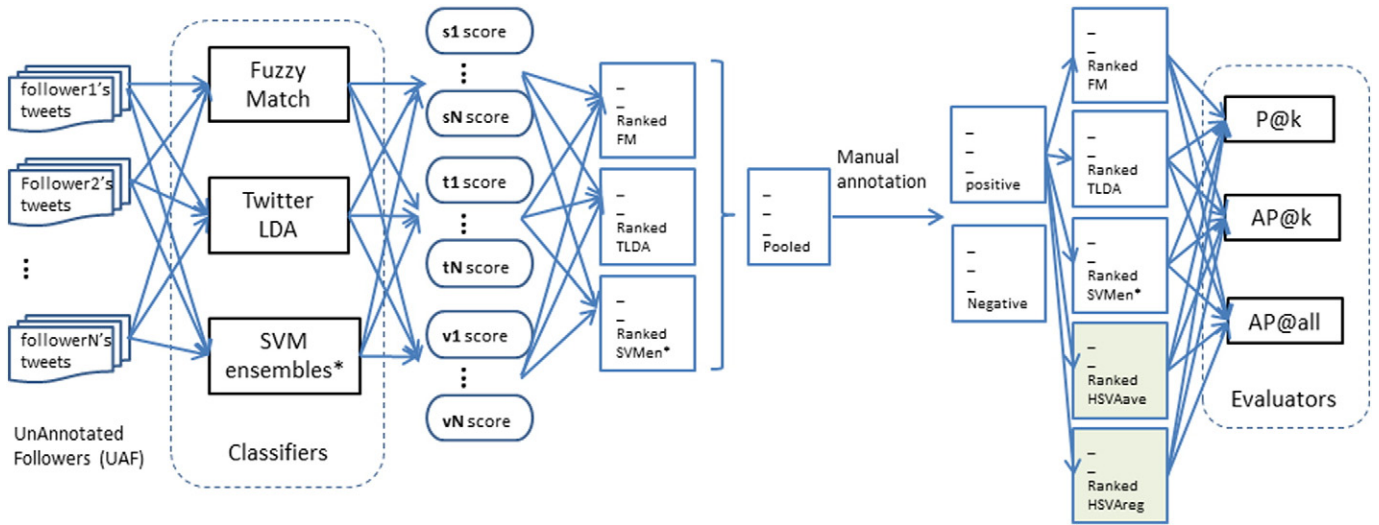 follower1's
tweets
Follower2's
tweets
⋮
followerN's
tweets
UnAnnotated
Followers (UAF)
Fuzzy
Match
Twitter
LDA
SVM
ensembles*
Classifiers
s1 score
⋮
sN score
t1 score
⋮
tN score
v1 score
⋮
vN score
–
– Ranked
FM
–
– Ranked
TLDA
–
– Ranked
SVMen*
–
–
– Pooled
Manual
annotation
–
–
– positive
–
–
– Negative
–
– Ranked
FM
–
– Ranked
TLDA
–
– Ranked
SVMen*
–
– Ranked
HSVAave
–
– Ranked
HSVAreg
P@k
AP@k
AP@all
Evaluators